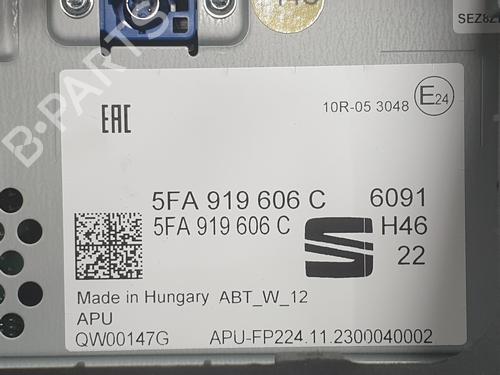 SEZ8Z
EAC
10R-05 3048 E24
5FA 919 606 C 6091
5FA 919 606 C H46
22
Made in Hungary ABT_W_12
APU
QW00147G APU-FP224.11.2300040002
B-PARTS